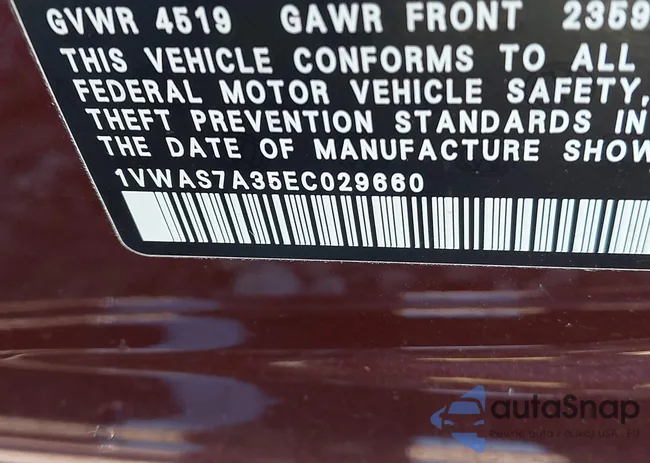 GVWR 4519 GAWR FRONT 2359
THIS VEHICLE CONFORMS TO ALL
FEDERAL MOTOR VEHICLE SAFETY,
THEFT PREVENTION STANDARDS IN
THE DATE OF MANUFACTURE SHOW
1VWAS7A35EC029660
autaSnap